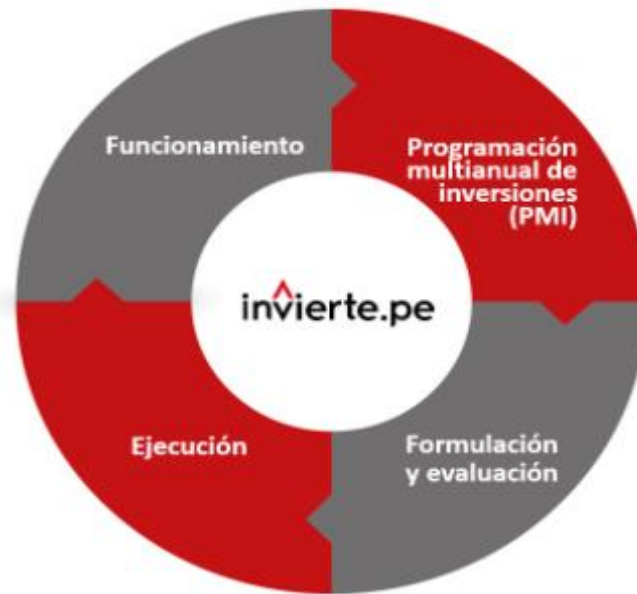 Funcionamiento
Programación
multianual de
inversiones
(PMI)
invierte.pe
Ejecución
Formulación
y evaluación